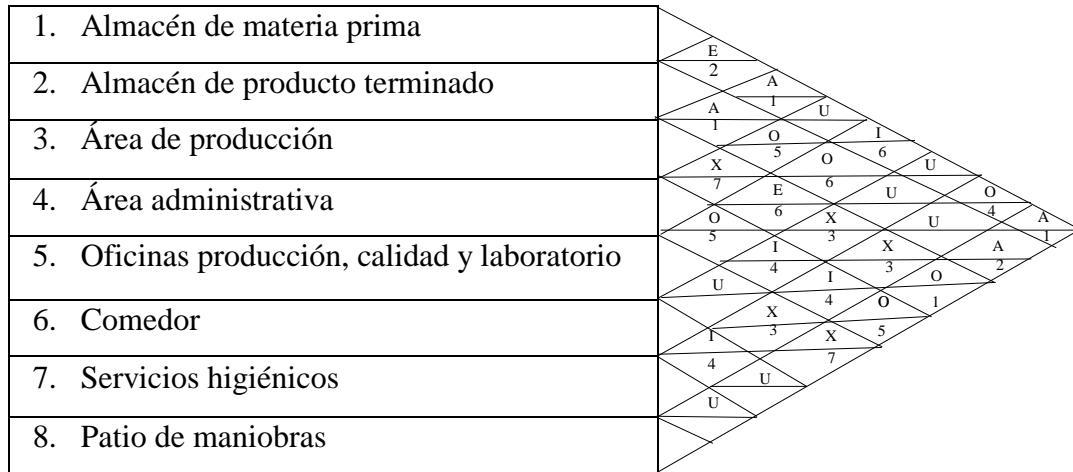 1. Almacén de materia prima
2. Almacén de producto terminado
3. Área de producción
4. Área administrativa
5. Oficinas producción, calidad y laboratorio
6. Comedor
7. Servicios higiénicos
8. Patio de maniobras
E
2
A
1
A U
1
O I
5 6
X O U
7 6
E U O
6 4
O X U A
5 3 1
I X A
4 3 2
U I O
4 1
X O
3 5
I X
4 7
U
U